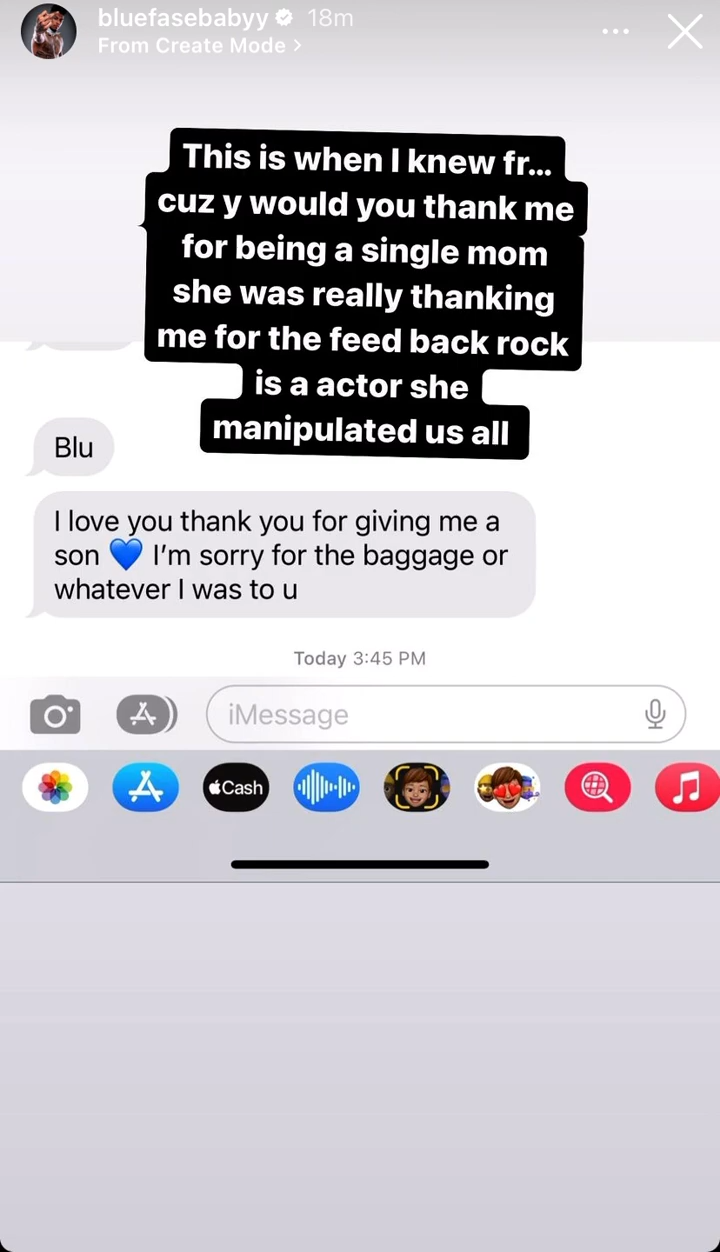 bluefasebabyy 18m
From Create Mode >
This is when I knew fr...
cuz y would you thank me
for being a single mom
she was really thanking
me for the feed back rock
is a actor she
manipulated us all
Blu
I love you thank you for giving me a
son 💙 I'm sorry for the baggage or
whatever I was to u
Today 3:45 PM
iMessage
Cash